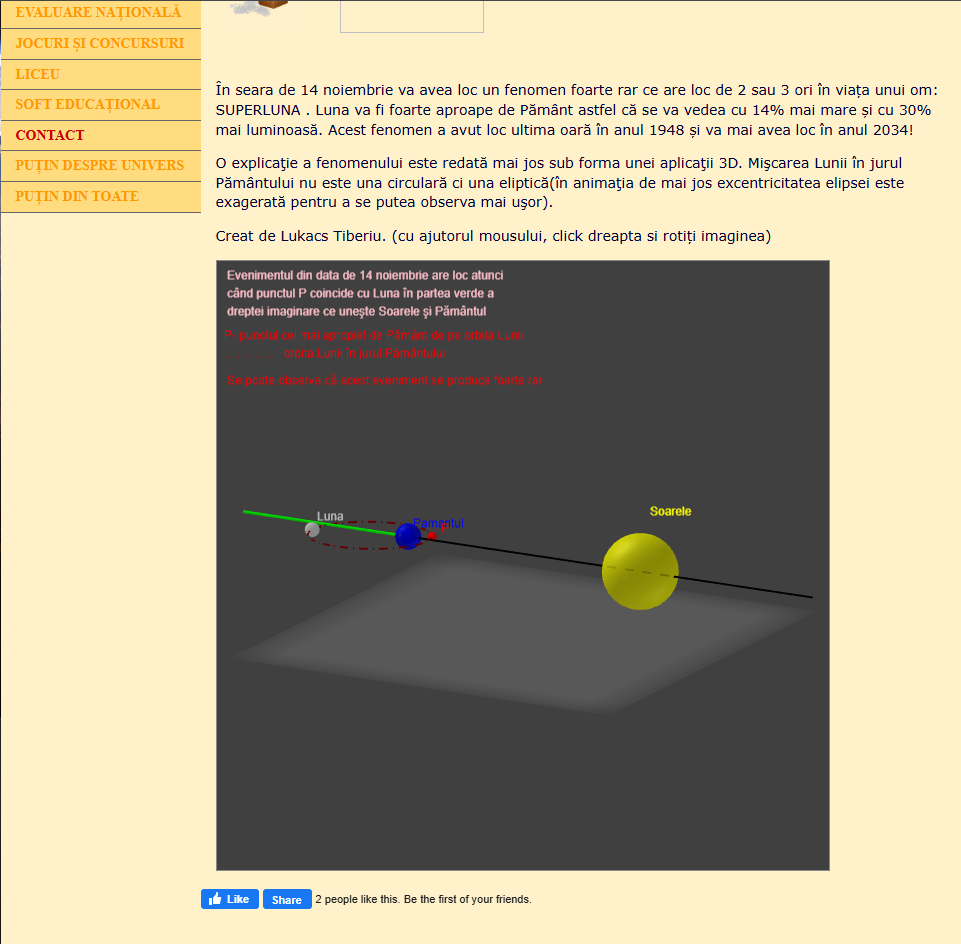 EVALUARE NAȚIONALĂ
JOCURI ȘI CONCURSURI
LICEU
SOFT EDUCAȚIONAL
CONTACT
PUȚIN DESPRE UNIVERS
PUȚIN DIN TOATE
În seara de 14 noiembrie va avea loc un fenomen foarte rar ce are loc de 2 sau 3 ori în viața unui om:
SUPERLUNA . Luna va fi foarte aproape de Pământ astfel că se va vedea cu 14% mai mare și cu 30%
mai luminoasă. Acest fenomen a avut loc ultima oară în anul 1948 și va mai avea loc în anul 2034!
O explicaţie a fenomenului este redată mai jos sub forma unei aplicaţii 3D. Mişcarea Lunii în jurul
Pământului nu este una circulară ci una eliptică(în animaţia de mai jos excentricitatea elipsei este
exagerată pentru a se putea observa mai uşor).
Creat de Lukacs Tiberiu. (cu ajutorul mousului, click dreapta si rotiți imaginea)
Evenimentul din data de 14 noiembrie are loc atunci
când punctul P coincide cu Luna în partea verde a
dreptei imaginare ce uneşte Soarele şi Pământul
P- punctul cel mai apropiat de Pământ de pe orbita Lunii
orbita Lunii în jurul Pământului
Se poate observa că acest eveniment se produce foarte rar
Soarele
Luna
Pamantul
P
Like
Share
2 people like this. Be the first of your friends.